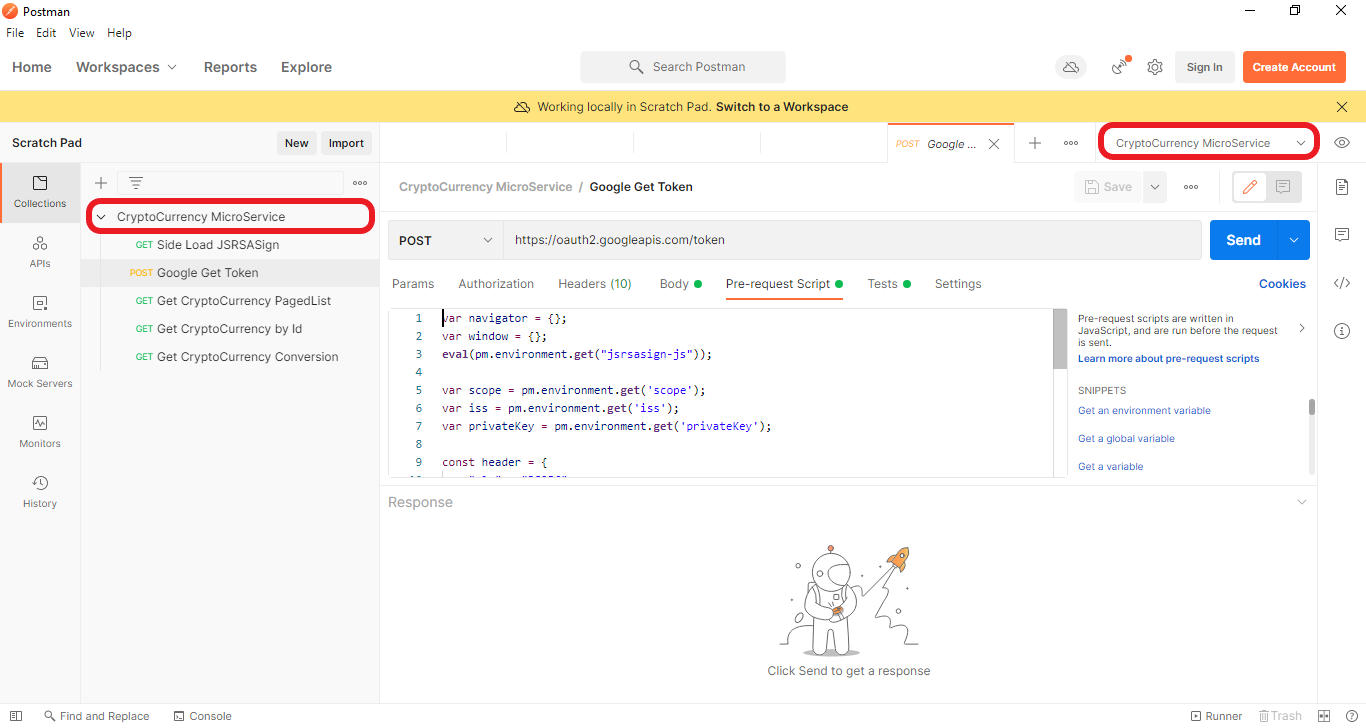 Postman
File Edit View Help
Home Workspaces Reports Explore Search Postman Sign In Create Account
Working locally in Scratch Pad. Switch to a Workspace
Scratch Pad New Import
POST Google ... CryptoCurrency MicroService
Collections
APIs
Environments
Mock Servers
Monitors
History
CryptoCurrency MicroService
GET Side Load JSRSASign
POST Google Get Token
GET Get CryptoCurrency PagedList
GET Get CryptoCurrency by Id
GET Get CryptoCurrency Conversion
CryptoCurrency MicroService / Google Get Token Save
POST https://oauth2.googleapis.com/token Send
Params Authorization Headers (10) Body Pre-request Script Tests Settings Cookies
1 var navigator = {};
2 var window = {};
3 eval(pm.environment.get("jsrsasign-js"));
4
5 var scope = pm.environment.get('scope');
6 var iss = pm.environment.get('iss');
7 var privateKey = pm.environment.get('privateKey');
8
9 const header = {
Pre-request scripts are written in
JavaScript, and are run before the request
is sent.
Learn more about pre-request scripts
SNIPPETS
Get an environment variable
Get a global variable
Get a variable
Response
Click Send to get a response
Find and Replace Console Runner Trash